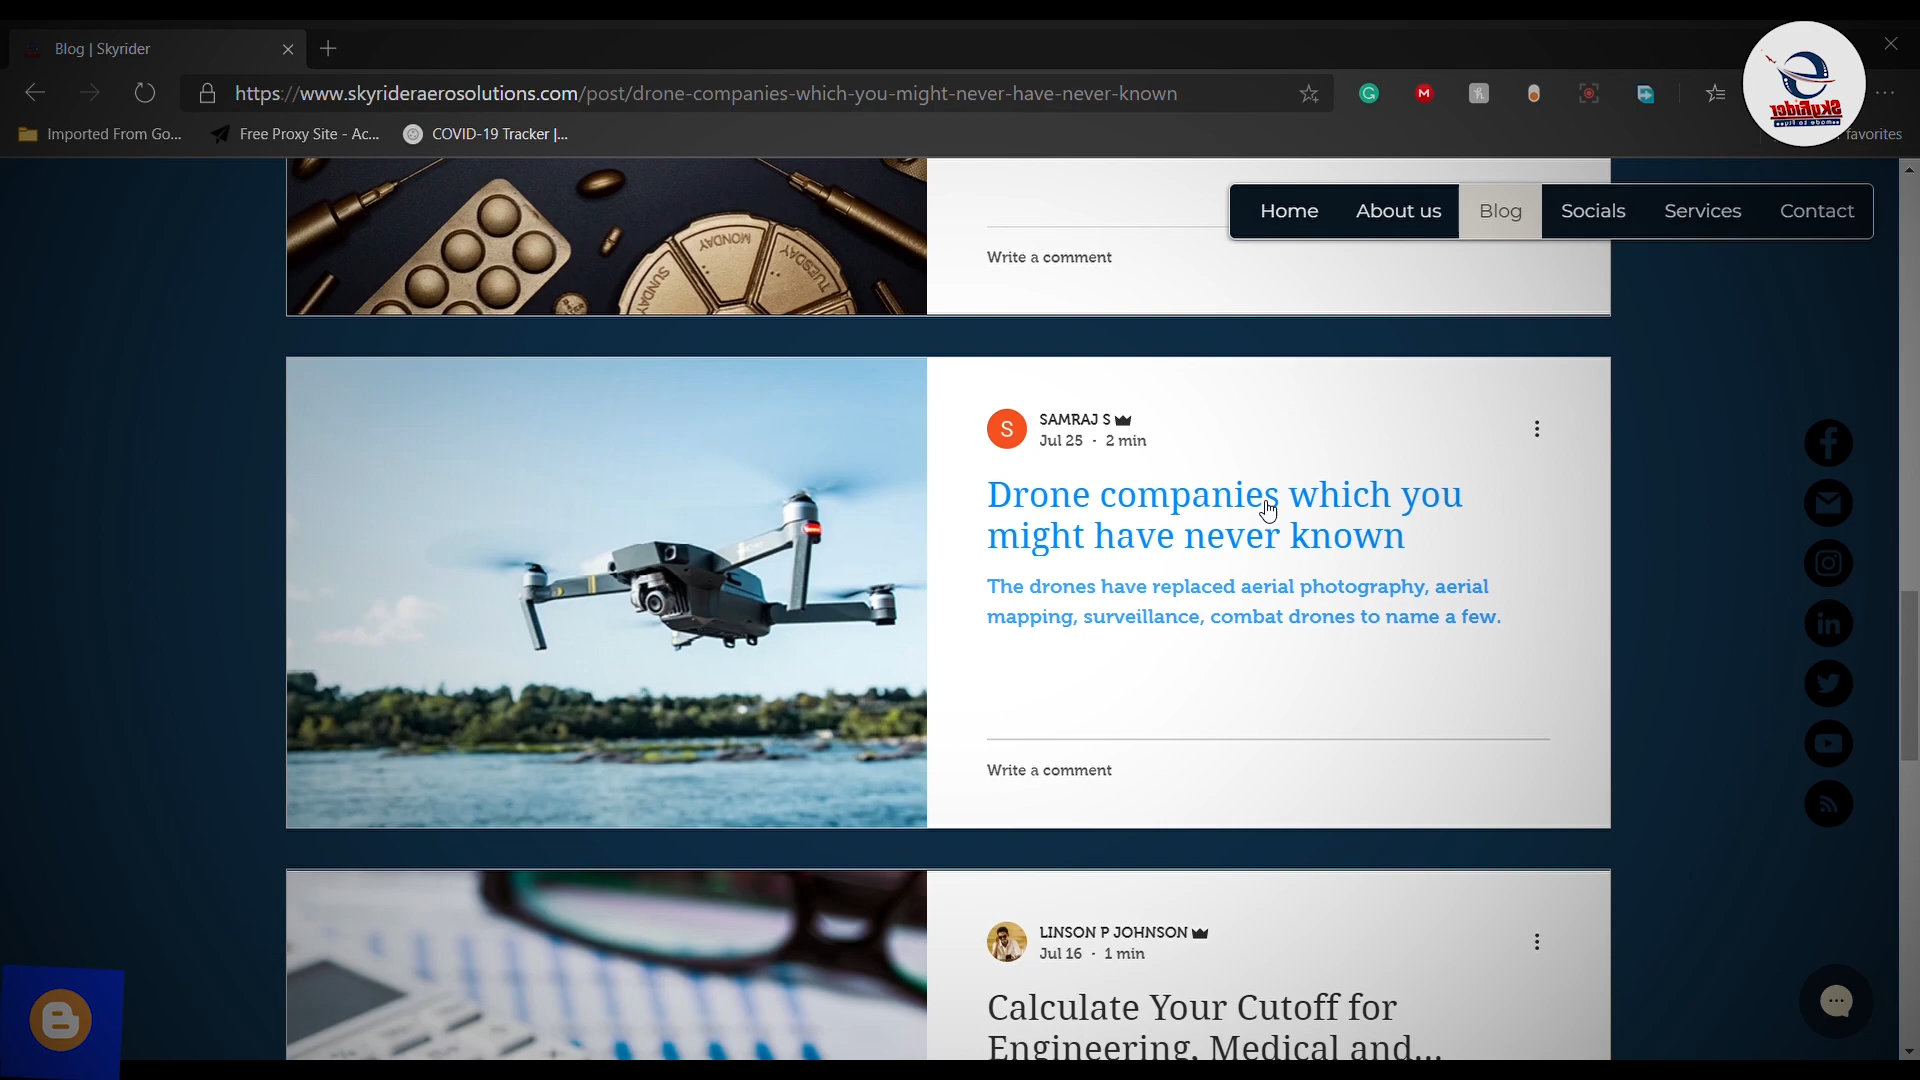 Blog | Skyrider
https://www.skyrideraerosolutions.com/post/drone-companies-which-you-might-never-have-never-known
Imported From Go...
Free Proxy Site - Ac...
COVID-19 Tracker |...
favorites
SkyRider
Home
About us
Blog
Socials
Services
Contact
MONDAY
TUESDAY
SUNDAY
Write a comment
S
SAMRAJ S
Jul 25 · 2 min
Drone companies which you
might have never known
The drones have replaced aerial photography, aerial
mapping, surveillance, combat drones to name a few.
Write a comment
LINSON P JOHNSON
Jul 16 · 1 min
Calculate Your Cutoff for
Engineering, Medical and...